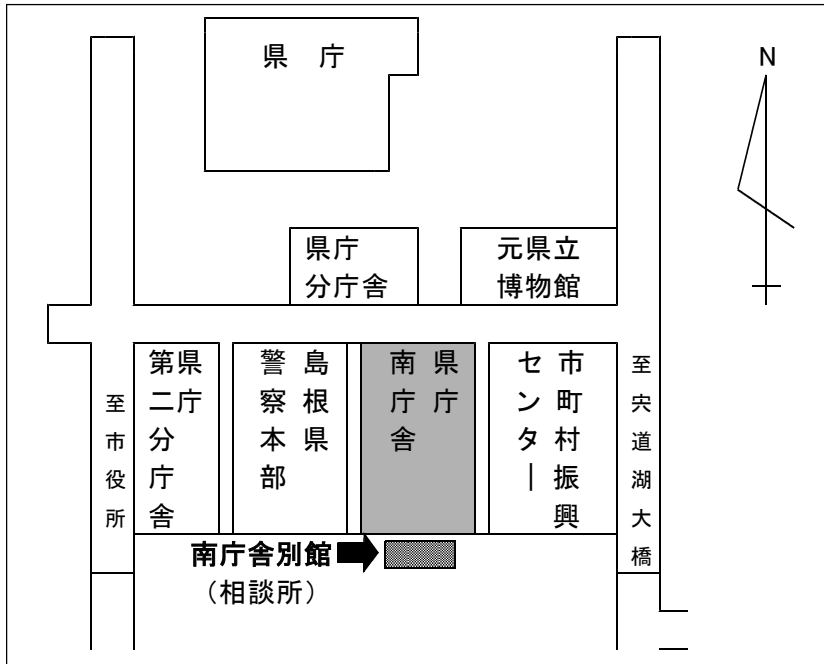 県 庁
N
県庁
分庁舎
元県立
博物館
県庁
第二分庁舎
島根県
警察本部
県庁
南庁舎
市町村振興
センター
至市役所
至宍道湖大橋
南庁舎別館
(相談所)